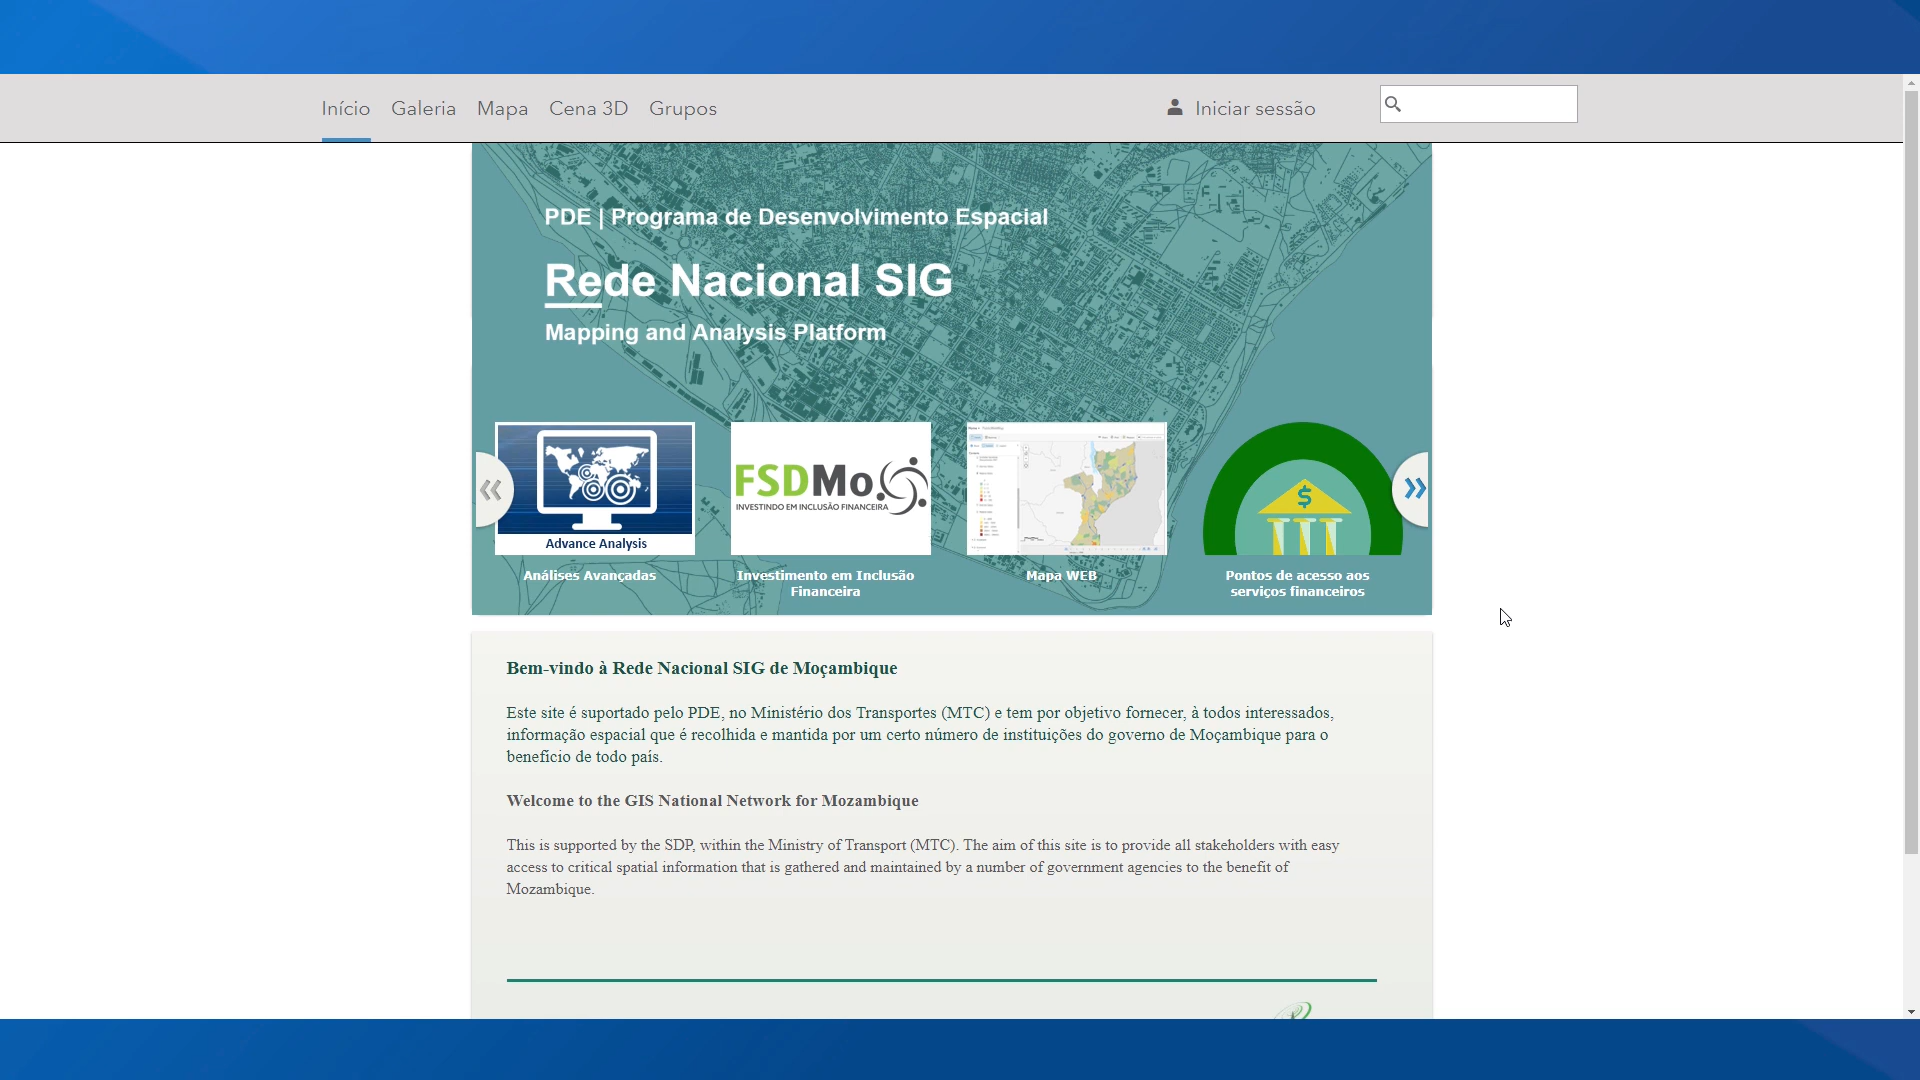 Início Galeria Mapa Cena 3D Grupos Iniciar sessão
PDE | Programa de Desenvolvimento Espacial
Rede Nacional SIG
Mapping and Analysis Platform
Advance Analysis
FSDMo
INVESTINDO EM INCLUSÃO FINANCEIRA
$
Análises Avançadas
Investimento em Inclusão
Financeira
Mapa WEB
Pontos de acesso aos
serviços financeiros
Bem-vindo à Rede Nacional SIG de Moçambique
Este site é suportado pelo PDE, no Ministério dos Transportes (MTC) e tem por objetivo fornecer, à todos interessados,
informação espacial que é recolhida e mantida por um certo número de instituições do governo de Moçambique para o
benefício de todo país.
Welcome to the GIS National Network for Mozambique
This is supported by the SDP, within the Ministry of Transport (MTC). The aim of this site is to provide all stakeholders with easy
access to critical spatial information that is gathered and maintained by a number of government agencies to the benefit of
Mozambique.